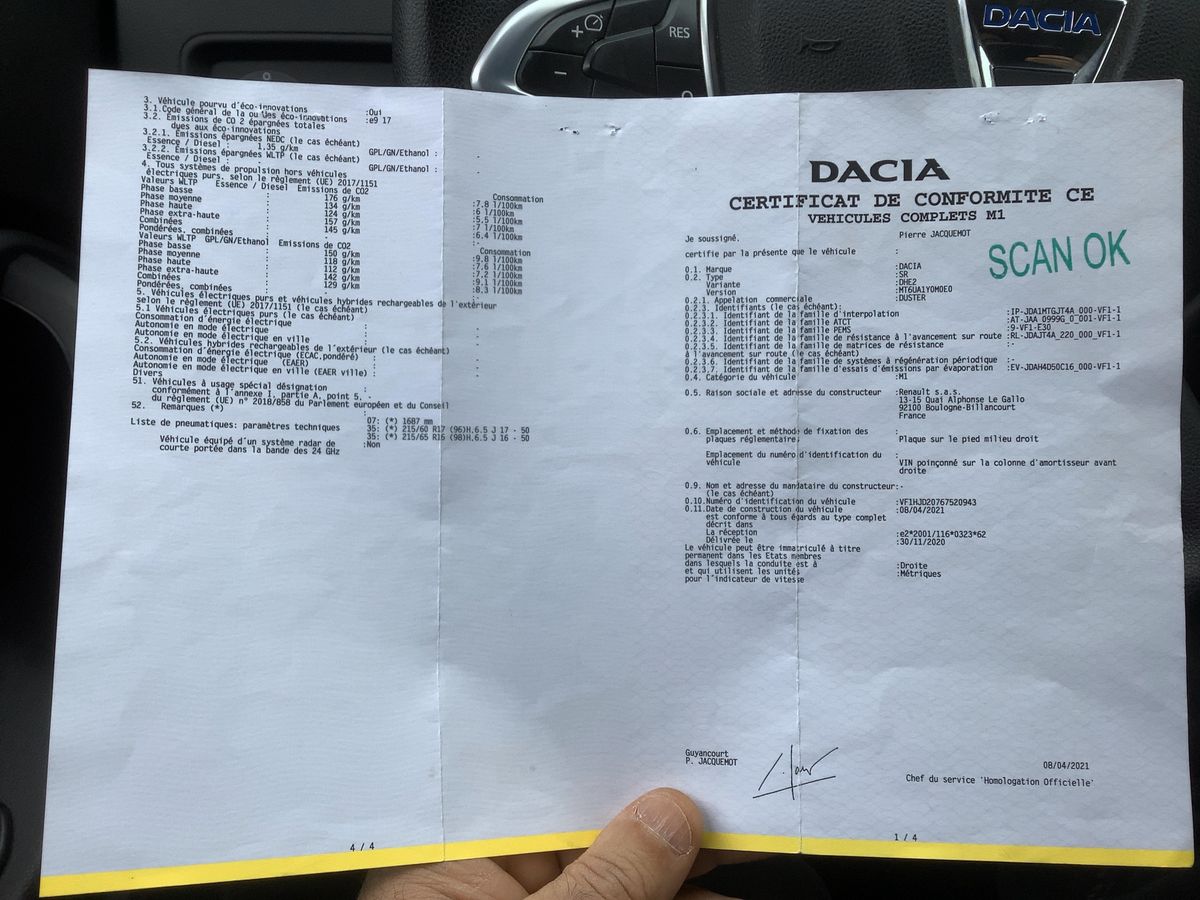 RES
DACIA
3. Véhicule pourvu d'éco-innovations :Oui
3.1.Code général de la ou des éco-innovations :e9 17
3.2. Emissions de CO 2 épargnées totales
dues aux éco-innovations
3.2.1. Emissions épargnées NEDC (le cas échéant)
Essence / Diesel : 1,35 g/km GPL/GN/Ethanol : -
3.2.2. Emissions épargnées WLTP (le cas échéant)
Essence / Diesel : GPL/GN/Ethanol : -
4. Tous systèmes de propulsion hors véhicules
électriques purs, selon le règlement (UE) 2017/1151
Valeurs WLTP Essence / Diesel Emissions de CO2 Consommation
Phase basse : 176 g/km :7.8 l/100km
Phase moyenne : 134 g/km :6 l/100km
Phase haute : 124 g/km :5.5 l/100km
Phase extra-haute : 157 g/km :7 l/100km
Combinées : 145 g/km :6.4 l/100km
Pondérées, combinées : - :-
Valeurs WLTP GPL/GN/Ethanol Emissions de CO2 Consommation
Phase basse : 150 g/km :9.8 l/100km
Phase moyenne : 118 g/km :7.6 l/100km
Phase haute : 112 g/km :7.2 l/100km
Phase extra-haute : 142 g/km :9.1 l/100km
Combinées : 129 g/km :8.3 l/100km
Pondérées, combinées
5. Véhicules électriques purs et véhicules hybrides rechargeables de l'extérieur
selon le règlement (UE) 2017/1151 (le cas échéant)
5.1 Véhicules électriques purs (le cas échéant)
Consommation d'énergie électrique : -
Autonomie en mode électrique : -
Autonomie en mode électrique en ville : -
5.2. Véhicules hybrides rechargeables de l'extérieur (le cas échéant)
Consommation d'énergie électrique (ECAC,pondéré) : -
Autonomie en mode électrique (EAER) : -
Autonomie en mode électrique en ville (EAER ville) : -
Divers
51. Véhicules à usage spécial désignation :
conformément à l'annexe I, partie A, point 5, -
du règlement (UE) n° 2018/858 du Parlement européen et du Conseil
52. Remarques (*) :
07: (*) 1687 mm
Liste de pneumatiques: paramètres techniques 35: (*) 215/60 R17 (96)H.6.5 J 17 - 50
35: (*) 215/65 R16 (98)H.6.5 J 16 - 50
Véhicule équipé d'un système radar de :Non
courte portée dans la bande des 24 GHz
4 / 4
DACIA
CERTIFICAT DE CONFORMITE CE
VEHICULES COMPLETS M1
SCAN OK
Je soussigné. Pierre JACQUEMOT
certifie par la présente que le véhicule :
0.1. Marque :DACIA
0.2. Type :SR
Variante :DHE2
Version :MT6UA1YOMOEO
0.2.1. Appelation commerciale :DUSTER
0.2.3. Identifiants (le cas échéant):
0.2.3.1. Identifiant de la famille d'interpolation :IP-JDA1MTGJT4A_000-VF1-1
0.2.3.2. Identifiant de la famille ATCT :AT-JAA 0999G_0_001-VF1-1
0.2.3.3. Identifiant de la famille PEMS :9-VF1-E30
0.2.3.4. Identifiant de la famille de résistance à l'avancement sur route :RL-JDAJT4A_220_000_VF1-1
0.2.3.5. Identifiant de la famille de matrices de résistance :-
à l'avancement sur route (le cas échéant)
0.2.3.6. Identifiant de la famille de systèmes à régénération périodique :-
0.2.3.7. Identifiant de la famille d'essais d'émissions par évaporation :EV-JDAH4D50C16_000-VF1-1
0.4. Catégorie du véhicule :M1
0.5. Raison sociale et adresse du constructeur :Renault s.a.s.
13-15 Quai Alphonse Le Gallo
92100 Boulogne-Billancourt
France
0.6. Emplacement et méthode de fixation des :
plaques réglementaire; Plaque sur le pied milieu droit
Emplacement du numéro d'identification du :
véhicule VIN poinçonné sur la colonne d'amortisseur avant
droite
0.9. Nom et adresse du mandataire du constructeur:-
(le cas échéant)
0.10.Numéro d'identification du véhicule :VF1HJD20767520943
0.11.Date de construction du véhicule :08/04/2021
est conforme à tous égards au type complet
décrit dans
La réception :e2*2001/116*0323*62
Délivrée le :30/11/2020
Le véhicule peut être immatriculé à titre
permanent dans les Etats membres
dans lesquels la conduite est à :Droite
et qui utilisent les unités :Métriques
pour l'indicateur de vitesse
Guyancourt
P. JACQUEMOT
08/04/2021
Chef du service 'Homologation Officielle'
1 / 4